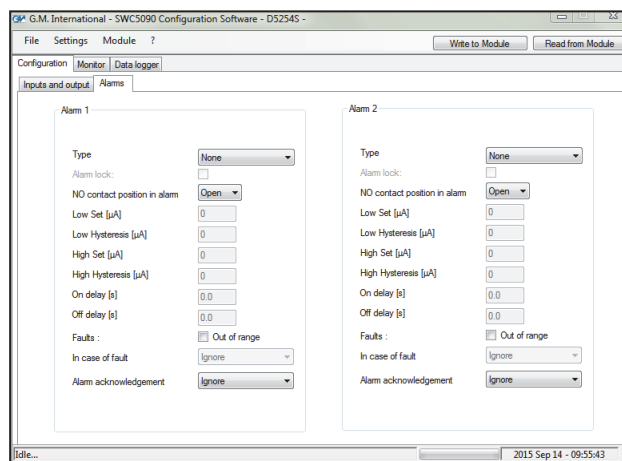 G.M. International - SWC5090 Configuration Software - D5254S -
File Settings Module ? Write to Module Read from Module
Configuration Monitor Data logger
Inputs and output Alarms
Alarm 1
Type None
Alarm lock:
NO contact position in alarm Open
Low Set [µA] 0
Low Hysteresis [µA] 0
High Set [µA] 0
High Hysteresis [µA] 0
On delay [s] 0.0
Off delay [s] 0.0
Faults : Out of range
In case of fault Ignore
Alarm acknowledgement Ignore
Alarm 2
Type None
Alarm lock:
NO contact position in alarm Open
Low Set [µA] 0
Low Hysteresis [µA] 0
High Set [µA] 0
High Hysteresis [µA] 0
On delay [s] 0.0
Off delay [s] 0.0
Faults : Out of range
In case of fault Ignore
Alarm acknowledgement Ignore
Idle... 2015 Sep 14 - 09:55:43